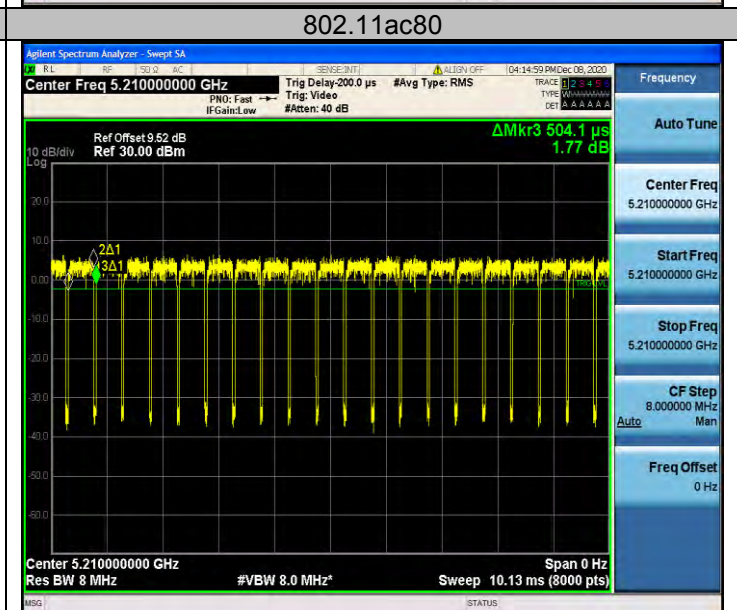 802.11ac80
Agilent Spectrum Analyzer - Swept SA
RL RF 50 Ω AC SENSE:INT ALIGN OFF 04:14:59 PM Dec 08, 2020
Center Freq 5.210000000 GHz
PNO: Fast
IFGain:Low
Trig Delay-200.0 µs
Trig: Video
#Atten: 40 dB
#Avg Type: RMS
TRACE 1 2 3 4 5 6
TYPE
DET A A A A A A
Frequency
Auto Tune
Center Freq
5.210000000 GHz
Start Freq
5.210000000 GHz
Stop Freq
5.210000000 GHz
CF Step
8.000000 MHz
Auto Man
Freq Offset
0 Hz
ΔMkr3 504.1 µs
1.77 dB
Ref Offset 9.52 dB
Ref 30.00 dBm
10 dB/div
Log
20.0
10.0
0.00
-10.0
-20.0
-30.0
-40.0
-50.0
-60.0
2Δ1
3Δ1
TRIG LVL
Center 5.210000000 GHz Span 0 Hz
Res BW 8 MHz #VBW 8.0 MHz* Sweep 10.13 ms (8000 pts)
MSG STATUS